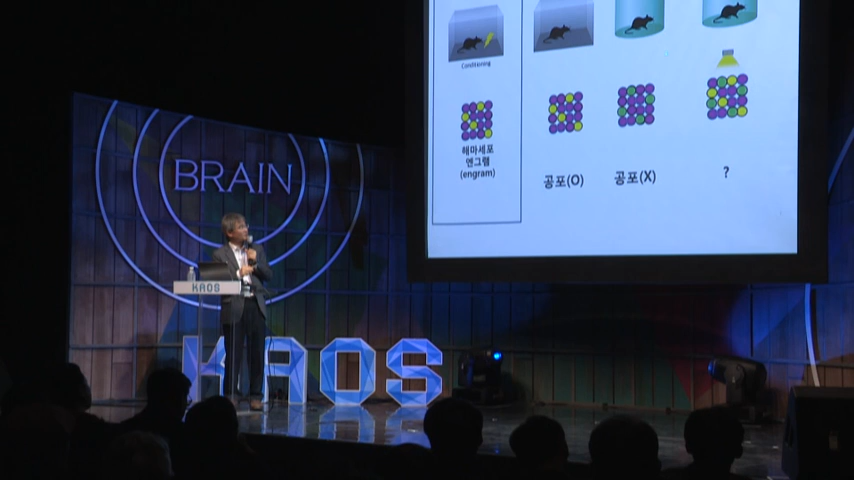 Conditioning
해마세포
엔그램
(engram)
공포(O)
공포(X)
?
BRAIN
KAOS
KAOS